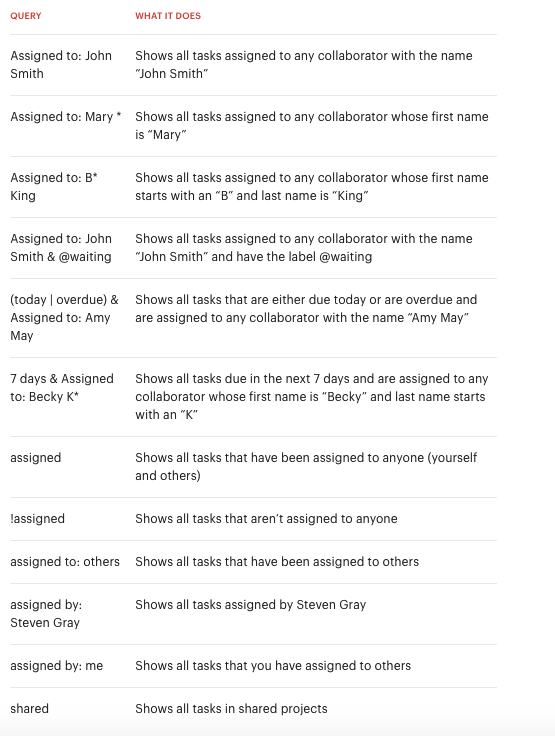 QUERY WHAT IT DOES
Assigned to: John Smith Shows all tasks assigned to any collaborator with the name “John Smith”
Assigned to: Mary * Shows all tasks assigned to any collaborator whose first name is “Mary”
Assigned to: B* King Shows all tasks assigned to any collaborator whose first name starts with an “B” and last name is “King”
Assigned to: John Smith & @waiting Shows all tasks assigned to any collaborator with the name “John Smith” and have the label @waiting
(today | overdue) & Assigned to: Amy May Shows all tasks that are either due today or are overdue and are assigned to any collaborator with the name “Amy May”
7 days & Assigned to: Becky K* Shows all tasks due in the next 7 days and are assigned to any collaborator whose first name is “Becky” and last name starts with an “K”
assigned Shows all tasks that have been assigned to anyone (yourself and others)
!assigned Shows all tasks that aren’t assigned to anyone
assigned to: others Shows all tasks that have been assigned to others
assigned by: Steven Gray Shows all tasks assigned by Steven Gray
assigned by: me Shows all tasks that you have assigned to others
shared Shows all tasks in shared projects